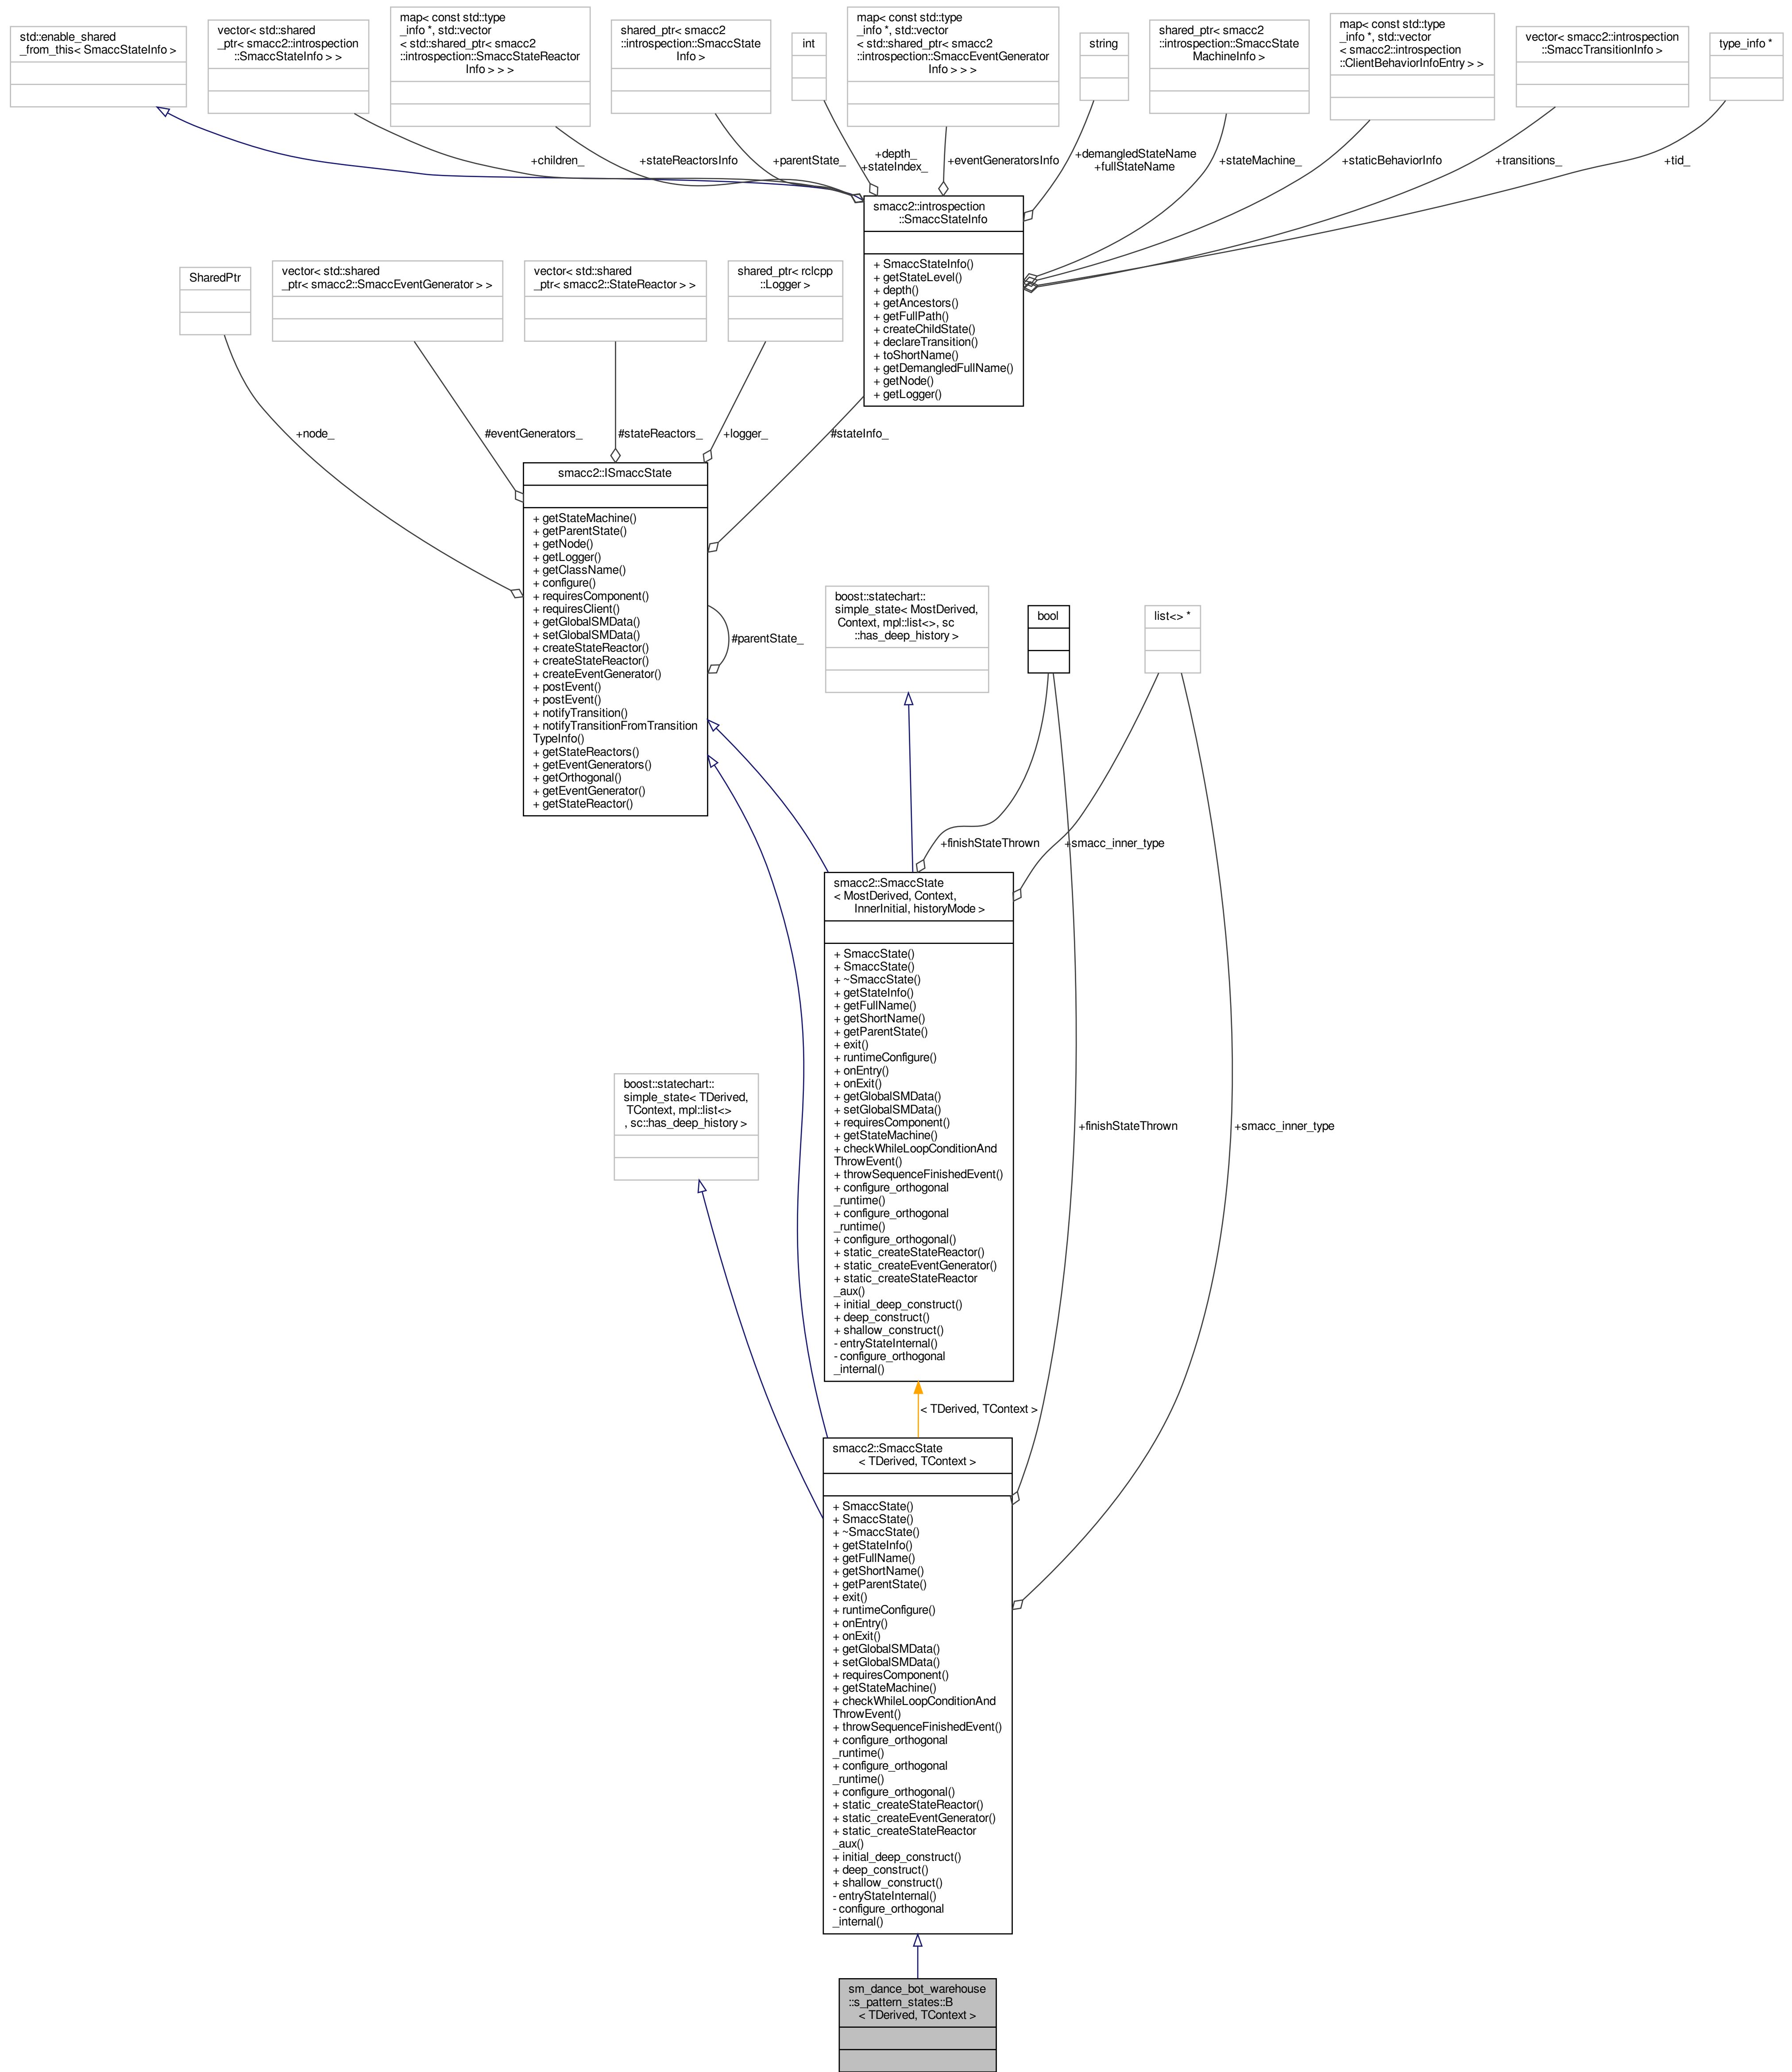 std::enable_shared
_from_this< SmaccStateInfo >
vector< std::shared
_ptr< smacc2::introspection
::SmaccStateInfo > >
map< const std::type
_info *, std::vector
< std::shared_ptr< smacc2
::introspection::SmaccStateReactor
Info > > >
shared_ptr< smacc2
::introspection::SmaccState
Info >
int
map< const std::type
_info *, std::vector
< std::shared_ptr< smacc2
::introspection::SmaccEventGenerator
Info > > >
string
shared_ptr< smacc2
::introspection::SmaccState
MachineInfo >
map< const std::type
_info *, std::vector
< smacc2::introspection
::ClientBehaviorInfoEntry > >
vector< smacc2::introspection
::SmaccTransitionInfo >
type_info *
+children_
+stateReactorsInfo
+parentState_
+depth_
+stateIndex_
+eventGeneratorsInfo
+demangledStateName
+fullStateName
+stateMachine_
+staticBehaviorInfo
+transitions_
+tid_
smacc2::introspection
::SmaccStateInfo
+ SmaccStateInfo()
+ getStateLevel()
+ depth()
+ getAncestors()
+ getFullPath()
+ createChildState()
+ declareTransition()
+ toShortName()
+ getDemangledFullName()
+ getNode()
+ getLogger()
SharedPtr
vector< std::shared
_ptr< smacc2::SmaccEventGenerator > >
vector< std::shared
_ptr< smacc2::StateReactor > >
shared_ptr< rclcpp
::Logger >
+node_
#eventGenerators_
#stateReactors_
+logger_
#stateInfo_
smacc2::ISmaccState
+ getStateMachine()
+ getParentState()
+ getNode()
+ getLogger()
+ getClassName()
+ configure()
+ requiresComponent()
+ requiresClient()
+ getGlobalSMData()
+ setGlobalSMData()
+ createStateReactor()
+ createStateReactor()
+ createEventGenerator()
+ postEvent()
+ postEvent()
+ notifyTransition()
+ notifyTransitionFromTransition
TypeInfo()
+ getStateReactors()
+ getEventGenerators()
+ getOrthogonal()
+ getEventGenerator()
+ getStateReactor()
#parentState_
boost::statechart::
simple_state< MostDerived,
Context, mpl::list<>, sc
::has_deep_history >
bool
list<> *
+finishStateThrown
+smacc_inner_type
smacc2::SmaccState
< MostDerived, Context,
InnerInitial, historyMode >
+ SmaccState()
+ SmaccState()
+ ~SmaccState()
+ getStateInfo()
+ getFullName()
+ getShortName()
+ getParentState()
+ exit()
+ runtimeConfigure()
+ onEntry()
+ onExit()
+ getGlobalSMData()
+ setGlobalSMData()
+ requiresComponent()
+ getStateMachine()
+ checkWhileLoopConditionAnd
ThrowEvent()
+ throwSequenceFinishedEvent()
+ configure_orthogonal
_runtime()
+ configure_orthogonal
_runtime()
+ configure_orthogonal()
+ static_createStateReactor()
+ static_createEventGenerator()
+ static_createStateReactor
_aux()
+ initial_deep_construct()
+ deep_construct()
+ shallow_construct()
- entryStateInternal()
- configure_orthogonal
_internal()
boost::statechart::
simple_state< TDerived,
TContext, mpl::list<>
, sc::has_deep_history >
+finishStateThrown
+smacc_inner_type
< TDerived, TContext >
smacc2::SmaccState
< TDerived, TContext >
+ SmaccState()
+ SmaccState()
+ ~SmaccState()
+ getStateInfo()
+ getFullName()
+ getShortName()
+ getParentState()
+ exit()
+ runtimeConfigure()
+ onEntry()
+ onExit()
+ getGlobalSMData()
+ setGlobalSMData()
+ requiresComponent()
+ getStateMachine()
+ checkWhileLoopConditionAnd
ThrowEvent()
+ throwSequenceFinishedEvent()
+ configure_orthogonal
_runtime()
+ configure_orthogonal
_runtime()
+ configure_orthogonal()
+ static_createStateReactor()
+ static_createEventGenerator()
+ static_createStateReactor
_aux()
+ initial_deep_construct()
+ deep_construct()
+ shallow_construct()
- entryStateInternal()
- configure_orthogonal
_internal()
sm_dance_bot_warehouse
::s_pattern_states::B
< TDerived, TContext >